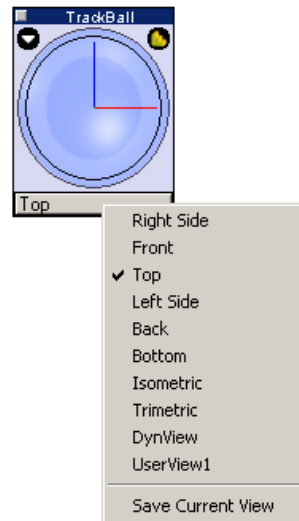 TrackBall
Top
Right Side
Front
Top
Left Side
Back
Bottom
Isometric
Trimetric
DynView
UserView1
Save Current View